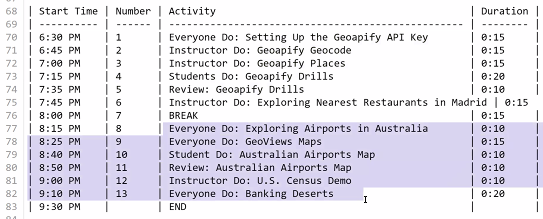 68 | Start Time | Number | Activity | Duration |
69 | ---------- | ------ | ---------------------------------------------- | -------- |
70 | 6:30 PM | 1 | Everyone Do: Setting Up the Geoapify API Key | 0:15 |
71 | 6:45 PM | 2 | Instructor Do: Geoapify Geocode | 0:15 |
72 | 7:00 PM | 3 | Instructor Do: Geoapify Places | 0:15 |
73 | 7:15 PM | 4 | Students Do: Geoapify Drills | 0:20 |
74 | 7:35 PM | 5 | Review: Geoapify Drills | 0:10 |
75 | 7:45 PM | 6 | Instructor Do: Exploring Nearest Restaurants in Madrid | 0:15
76 | 8:00 PM | 7 | BREAK | 0:15 |
77 | 8:15 PM | 8 | Everyone Do: Exploring Airports in Australia | 0:10 |
78 | 8:25 PM | 9 | Everyone Do: GeoViews Maps | 0:15 |
79 | 8:40 PM | 10 | Student Do: Australian Airports Map | 0:10 |
80 | 8:50 PM | 11 | Review: Australian Airports Map | 0:10 |
81 | 9:00 PM | 12 | Instructor Do: U.S. Census Demo | 0:10 |
82 | 9:10 PM | 13 | Everyone Do: Banking Deserts | 0:20 |
83 | 9:30 PM | | END | |